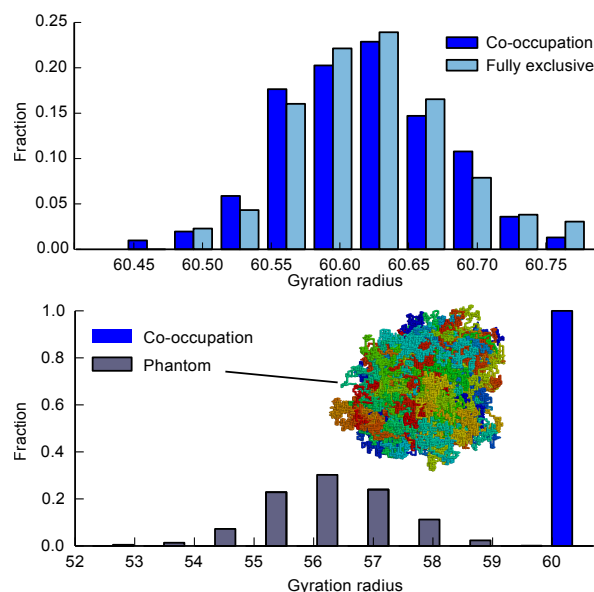 0.25
0.20
0.15
0.10
0.05
0.00
Fraction
Co-occupation
Fully exclusive
60.45 60.50 60.55 60.60 60.65 60.70 60.75
Gyration radius
1.0
0.8
0.6
0.4
0.2
0.0
Fraction
Co-occupation
Phantom
52 53 54 55 56 57 58 59 60
Gyration radius